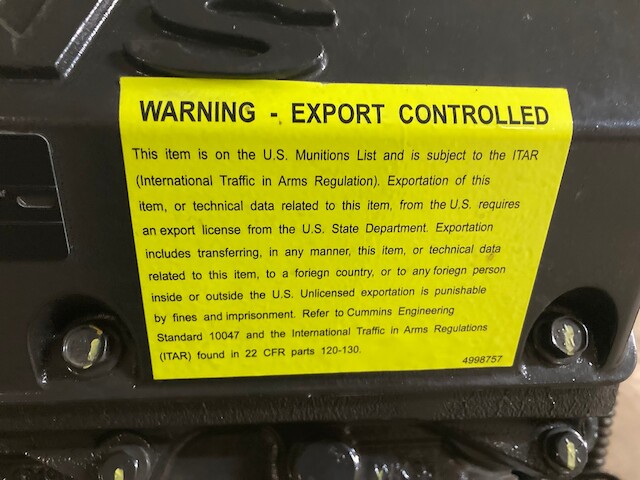 VS
WARNING - EXPORT CONTROLLED
This item is on the U.S. Munitions List and is subject to the ITAR
(International Traffic in Arms Regulation). Exportation of this
item, or technical data related to this item, from the U.S. requires
an export license from the U.S. State Department. Exportation
includes transferring, in any manner, this item, or technical data
related to this item, to a foriegn country, or to any foriegn person
inside or outside the U.S. Unlicensed exportation is punishable
by fines and imprisonment. Refer to Cummins Engineering
Standard 10047 and the International Traffic in Arms Regulations
(ITAR) found in 22 CFR parts 120-130.
4998757